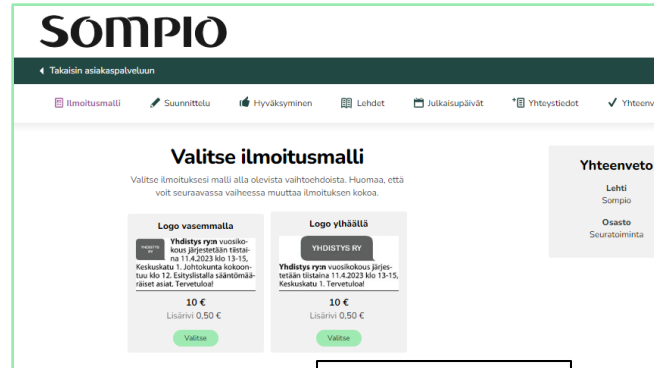 Sompio
Takaisin asiakaspalveluun
Ilmoitusmalli Suunnittelu Hyväksyminen Lehdet Julkaisupäivät Yhteystiedot
Valitse ilmoitusmalli
Valitse ilmoituksesi malli alla olevista vaihtoehdoista. Huomaa, että
voit seuraavassa vaiheessa muuttaa ilmoituksen kokoa.
Logo vasemmalla
YHDISTYS
RY
Yhdistys ry:n vuosiko-
kous järjestetään tiistai-
na 11.4.2023 klo 13-15,
Keskuskatu 1. Johtokunta kokoon-
tuu klo 12. Esityslistalla sääntömää-
räiset asiat. Tervetuloa!
10 €
Lisärivi 0,50 €
Valitse
Logo ylhäällä
YHDISTYS RY
Yhdistys ry:n vuosikokous järjes-
tetään tiistaina 11.4.2023 klo 13-15,
Keskuskatu 1. Tervetuloa!
10 €
Lisärivi 0,50 €
Valitse
Yhteenveto
Lehti
Sompio
Osasto
Seuratoiminta